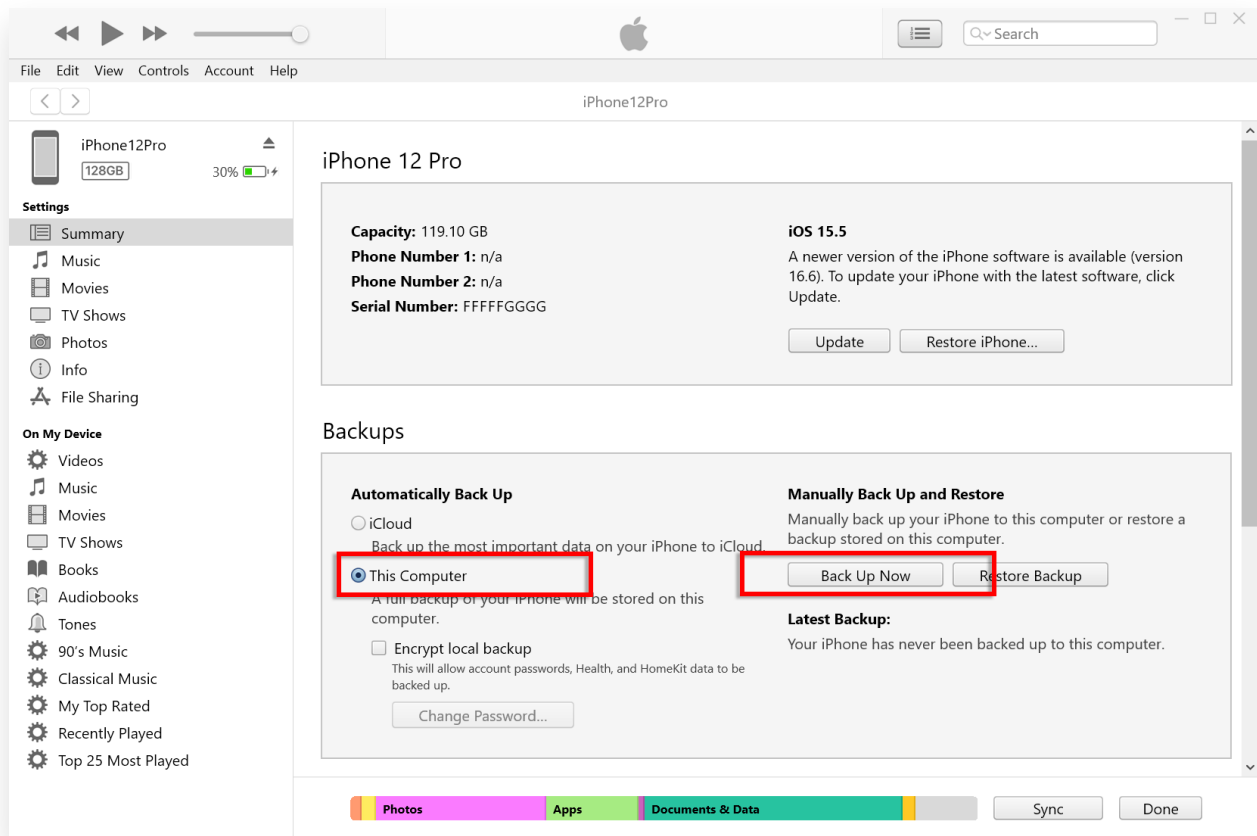 Search
File Edit View Controls Account Help
iPhone12Pro
iPhone12Pro
128GB
30%
Settings
Summary
Music
Movies
TV Shows
Photos
Info
File Sharing
On My Device
Videos
Music
Movies
TV Shows
Books
Audiobooks
Tones
90's Music
Classical Music
My Top Rated
Recently Played
Top 25 Most Played
iPhone 12 Pro
Capacity: 119.10 GB
Phone Number 1: n/a
Phone Number 2: n/a
Serial Number: FFFFFGGGG
iOS 15.5
A newer version of the iPhone software is available (version
16.6). To update your iPhone with the latest software, click
Update.
Update Restore iPhone...
Backups
Automatically Back Up
iCloud
Back up the most important data on your iPhone to iCloud.
This Computer
A full backup of your iPhone will be stored on this
computer.
Encrypt local backup
This will allow account passwords, Health, and HomeKit data to be
backed up.
Change Password...
Manually Back Up and Restore
Manually back up your iPhone to this computer or restore a
backup stored on this computer.
Back Up Now Restore Backup
Latest Backup:
Your iPhone has never been backed up to this computer.
Photos Apps Documents & Data
Sync Done